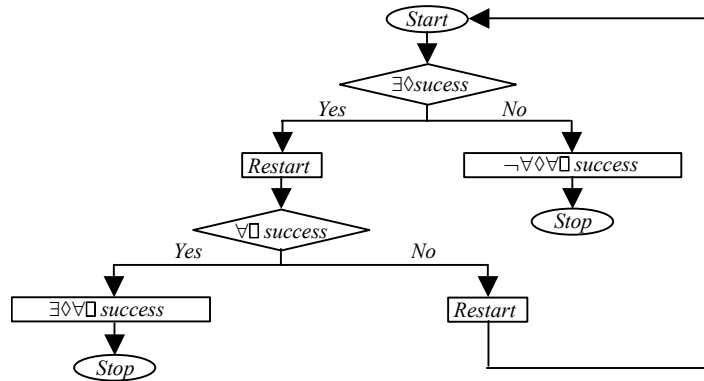 Start
∃◊sucess
Yes
No
Restart
¬∀◊∀□ success
∀□ success
Stop
Yes
No
∃◊∀□ success
Restart
Stop